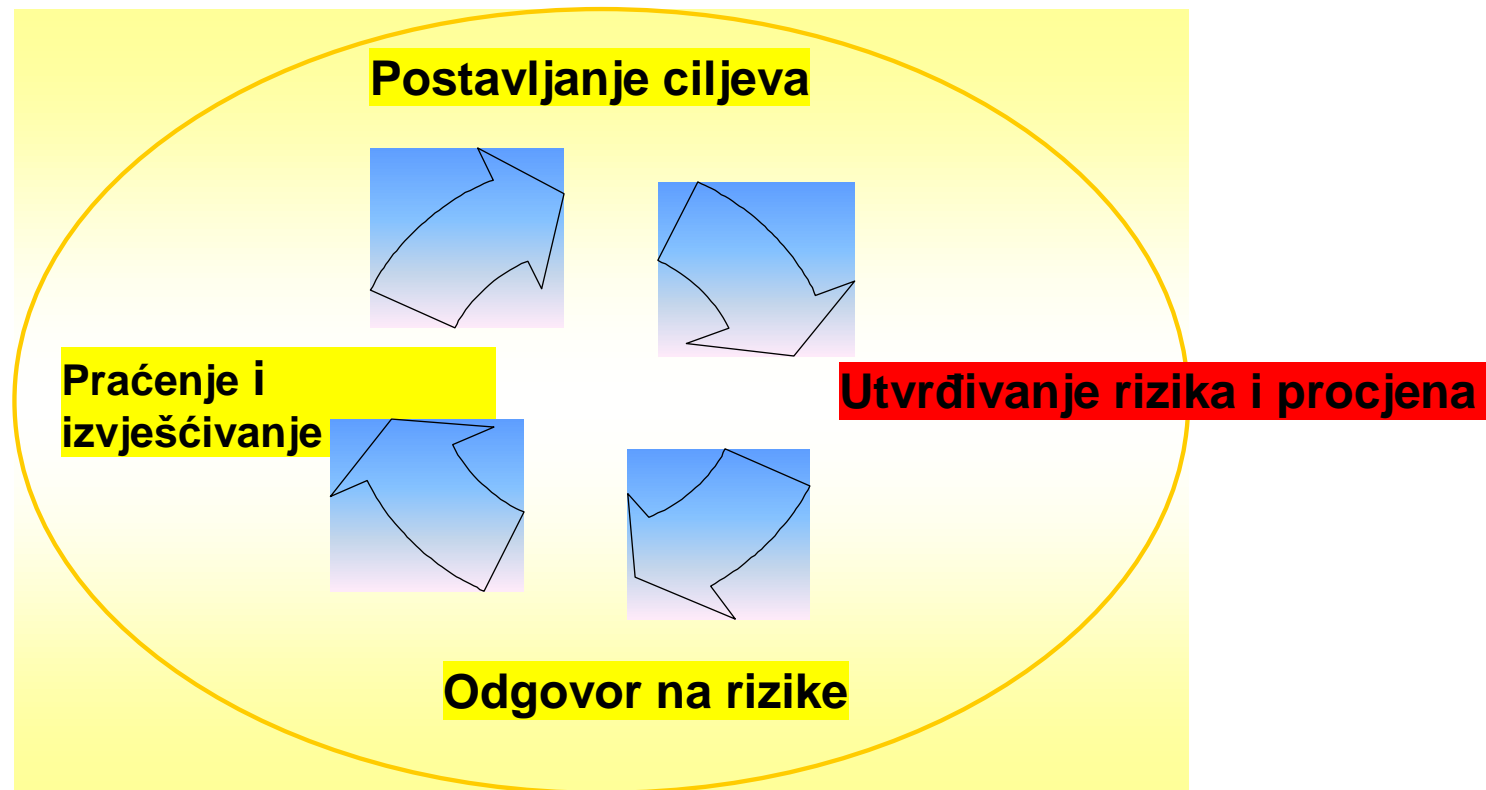 Postavljanje ciljeva
Praćenje i
izvješćivanje
Utvrđivanje rizika i procjena
Odgovor na rizike